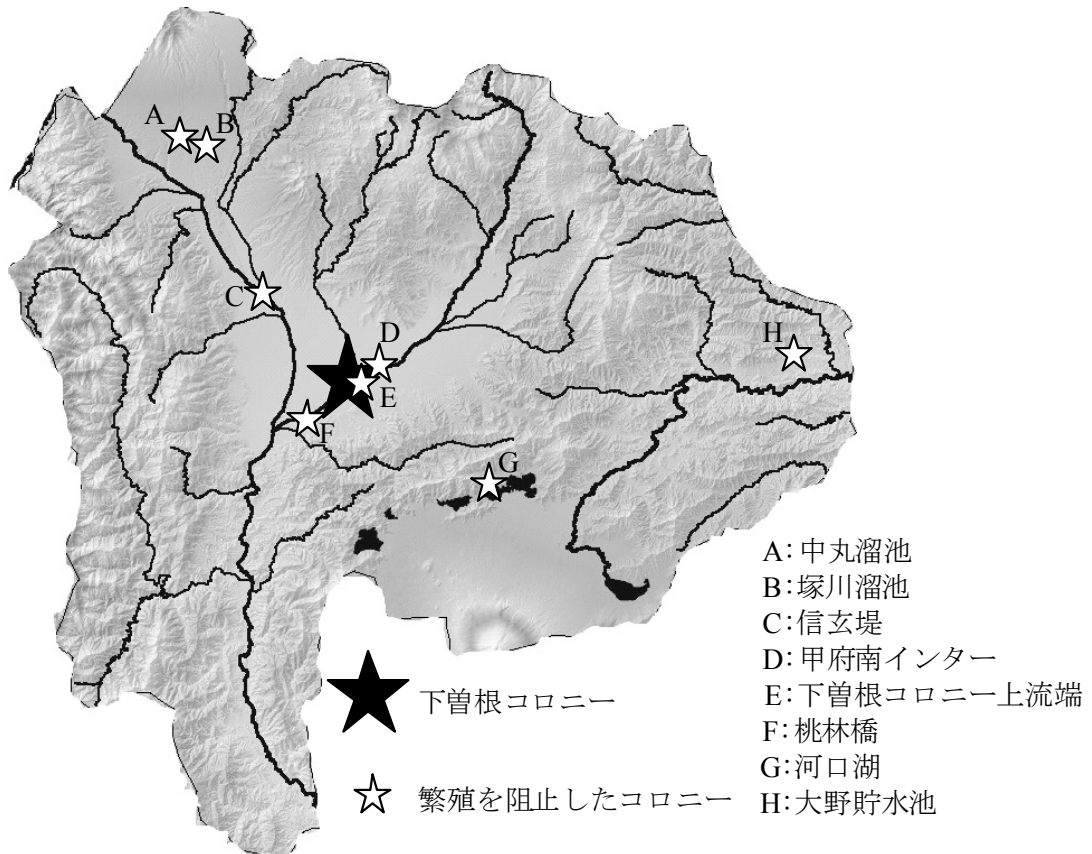 A
B
C
D
E
F
G
H
A:中丸溜池
B:塚川溜池
C:信玄堤
D:甲府南インター
E:下曽根コロニー上流端
F:桃林橋
G:河口湖
H:大野貯水池
下曽根コロニー
繁殖を阻止したコロニー